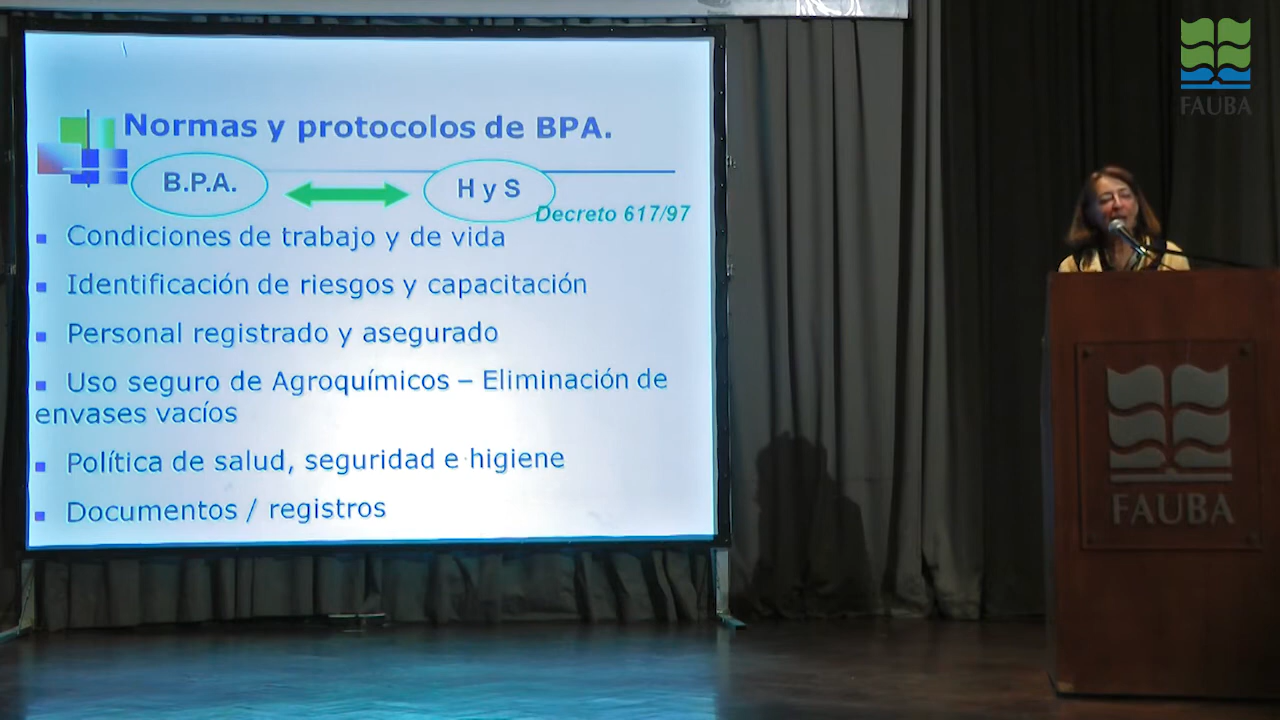 FAUBA
Normas y protocolos de BPA.
B.P.A.
H y S
Decreto 617/97
Condiciones de trabajo y de vida
Identificación de riesgos y capacitación
Personal registrado y asegurado
Uso seguro de Agroquímicos – Eliminación de
envases vacíos
Política de salud, seguridad e higiene
Documentos / registros
FAUBA